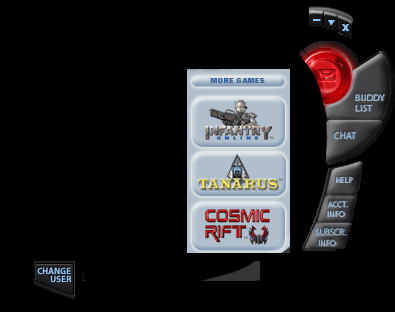 X
MORE GAMES
INFANTRY
ONLINE
TANARUS
COSMIC
RIFT
BUDDY
LIST
CHAT
HELP
ACCT.
INFO
SUBSCR.
INFO
CHANGE
USER